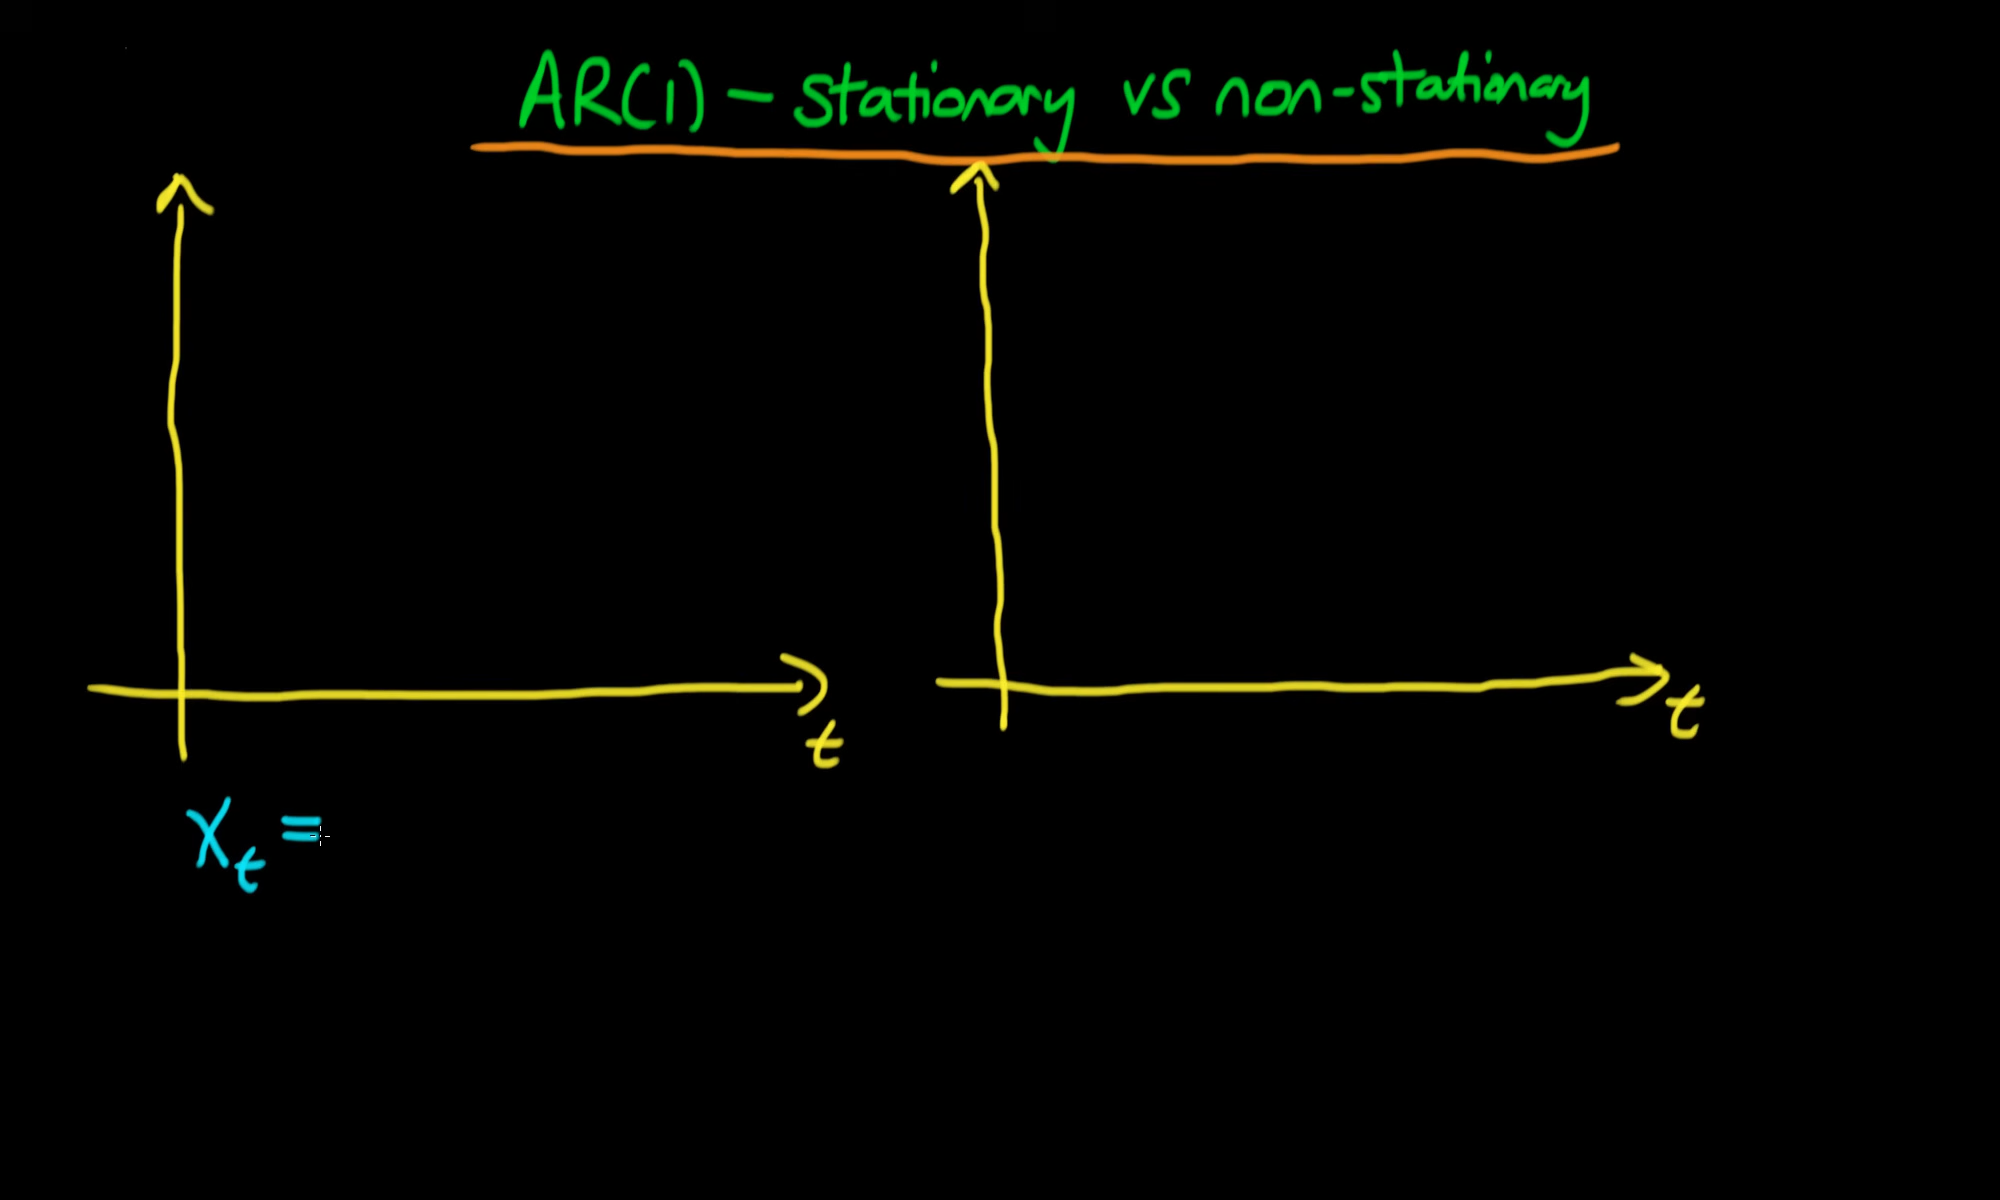 AR(1) - stationary vs non-stationary
t
t
X_t =